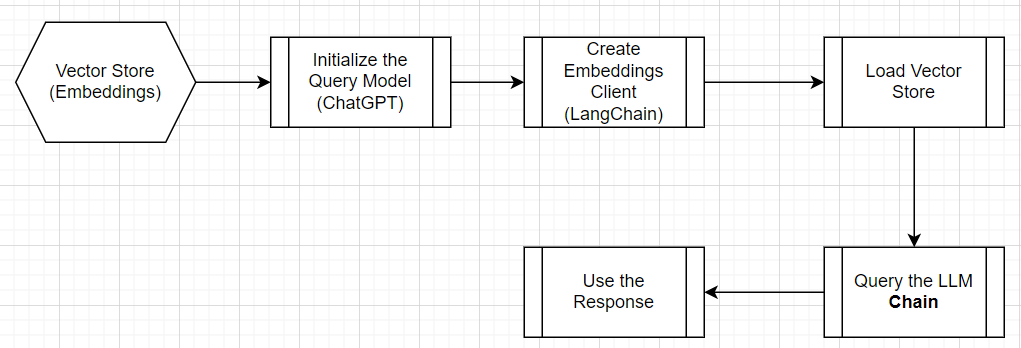 Vector Store
(Embeddings)
Initialize the
Query Model
(ChatGPT)
Create
Embeddings
Client
(LangChain)
Load Vector
Store
Query the LLM
Chain
Use the
Response